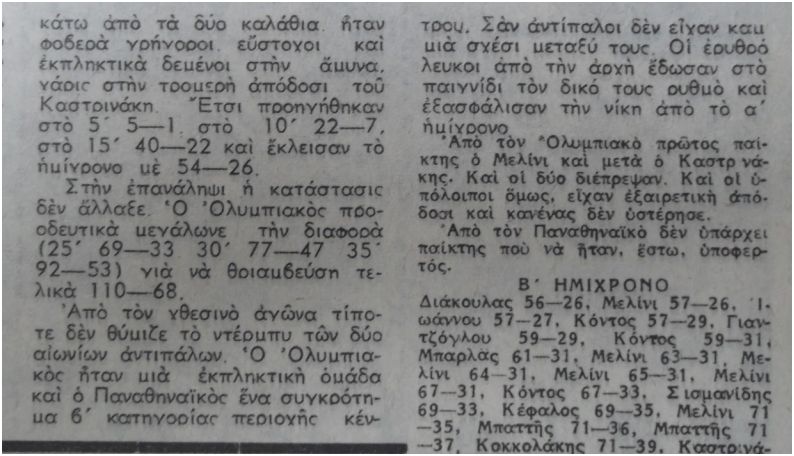 κάτω ἀπὸ τὰ δύο καλάθια. ἦταν
φοβερὰ γρήγοροι, εὔστοχοι καὶ
ἐκπληκτικὰ δεμένοι στὴν ἄμυνα,
χάρις στὴν τρομερὴ ἀπόδοσι τοῦ
Καστρινάκη. Ἔτσι προηγήθηκαν
στὸ 5΄ 5—1, στὸ 10΄ 22—7,
στὸ 15΄ 40—22 καὶ ἔκλεισαν τὸ
ἡμίχρονο μὲ 54—26.
Στὴν ἐπανάληψι ἡ κατάστασις
δὲν ἄλλαξε. Ὁ Ὀλυμπιακὸς προ-
οδευτικὰ μεγάλωνε τὴν διαφορὰ
(25΄ 69—33 30΄ 77—47 35΄
92—53) γιὰ νὰ θριαμβεύση τε-
λικὰ 110—68.
Ἀπὸ τὸν χθεσινὸ ἀγῶνα τίπο-
τε δὲν θύμιζε τὸ ντέρμπυ τῶν δύο
αἰωνίων ἀντιπάλων. Ὁ Ὀλυμπια-
κὸς ἦταν μιὰ ἐκπληκτικὴ ὁμάδα
καὶ ὁ Παναθηναϊκὸς ἕνα συγκρότη-
μα β΄ κατηγορίας περιοχῆς κέν-
τρου. Σὰν ἀντίπαλοι δὲν εἶχαν καμ
μιὰ σχέσι μεταξύ τους. Οἱ ἐρυθρό
λευκοι ἀπὸ τὴν ἀρχὴ ἔδωσαν στὸ
παιγνίδι τὸν δικό τους ρυθμὸ καὶ
ἐξασφάλισαν τὴν νίκη ἀπὸ τὸ α΄
ἡμίχρονο
Ἀπὸ τὸν Ὀλυμπιακὸ πρῶτος παί-
κτης ὁ Μελίνι καὶ μετὰ ὁ Καστρ νά-
κης. Καὶ οἱ δύο διέπρεψαν. Καὶ οἱ ὑ-
πόλοιποι ὅμως, εἶχαν ἐξαιρετικὴ ἀπό-
δοσι καὶ κανένας δὲν ὑστέρησε.
Ἀπὸ τὸν Παναθηναϊκὸ δὲν ὑπάρχει
παίκτης ποὺ νὰ ἦταν, ἔστω, ὑποφερ-
τός.
Β΄ ΗΜΙΧΡΟΝΟ
Διάκουλας 56—26, Μελίνι 57—26, Ἰ-
ωάννου 57—27, Κόντος 57—29, Γιαν-
τζόγλου 59—29, Κόντος 59—31,
Μπαρλας 61—31, Μελίνι 63—31, Με-
λίνι 64—31, Μελίνι 65—31, Μελίνι
67—31, Κόντος 67—33, Σισμανίδης
69—33, Κέφαλος 69—35, Μελίνι 71
—35, Μπαττῆς 71—36, Μπαττῆς 71
—37, Κοκκολάκης 71—39, Καστρινά-